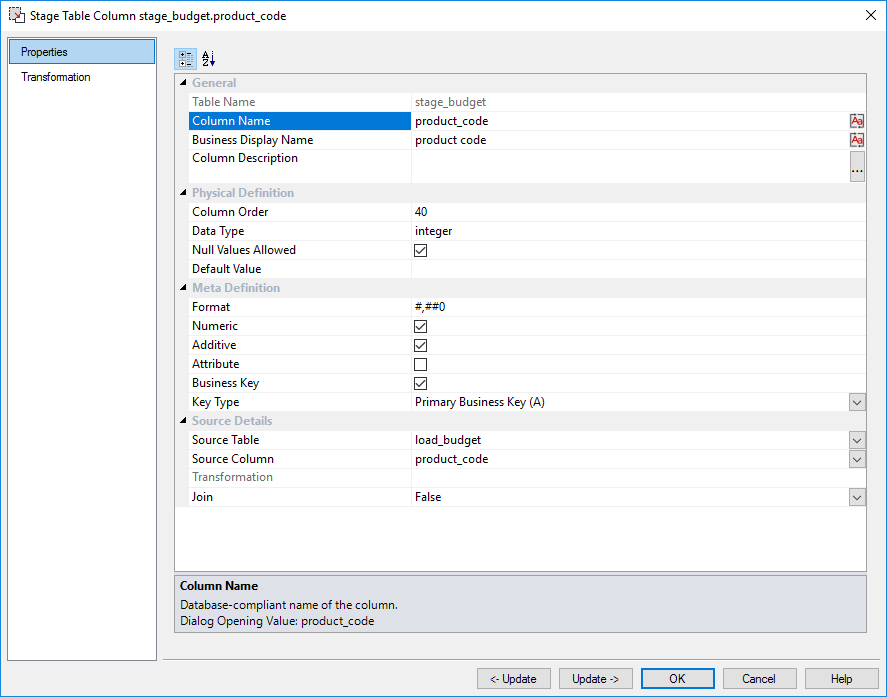 Stage Table Column stage_budget.product_code
Properties
Transformation
General
Table Name stage_budget
Column Name product_code
Business Display Name product code
Column Description
...
Physical Definition
Column Order 40
Data Type integer
Null Values Allowed
Default Value
Meta Definition
Format #,##0
Numeric
Additive
Attribute
Business Key
Key Type Primary Business Key (A)
Source Details
Source Table load_budget
Source Column product_code
Transformation
Join False
Column Name
Database-compliant name of the column.
Dialog Opening Value: product_code
<- Update Update -> OK Cancel Help